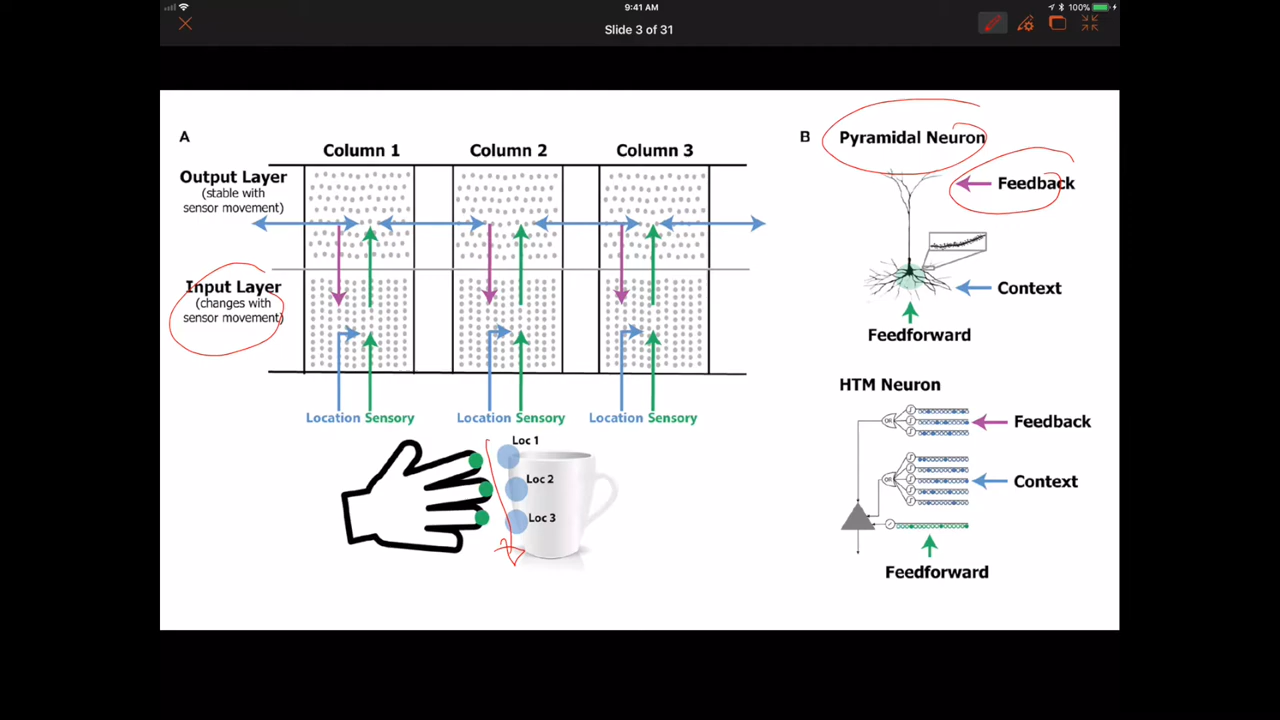 9:41 AM
100%
Slide 3 of 31
A
Column 1
Column 2
Column 3
Output Layer
(stable with
sensor movement)
Input Layer
(changes with
sensor movement)
Location Sensory
Location Sensory
Location Sensory
Loc 1
Loc 2
Loc 3
B
Pyramidal Neuron
Feedback
Context
Feedforward
HTM Neuron
OR
Feedback
OR
Context
Feedforward